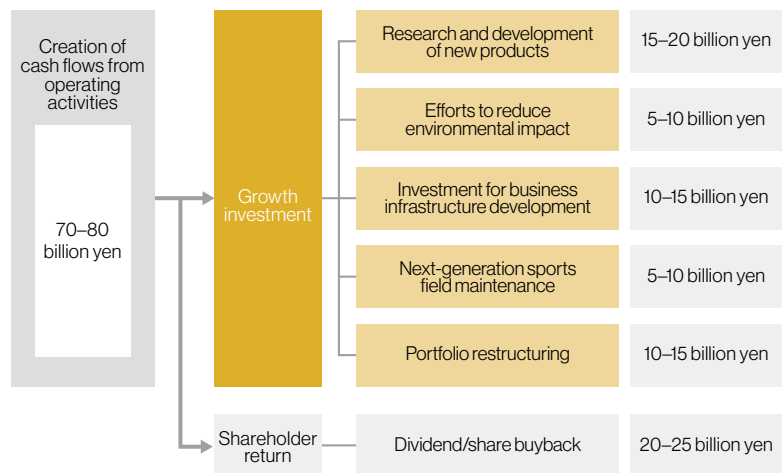 Creation of
cash flows from
operating
activities
70–80
billion yen
Growth
investment
Research and development
of new products
15–20 billion yen
Efforts to reduce
environmental impact
5–10 billion yen
Investment for business
infrastructure development
10–15 billion yen
Next-generation sports
field maintenance
5–10 billion yen
Portfolio restructuring
10–15 billion yen
Shareholder
return
Dividend/share buyback
20–25 billion yen